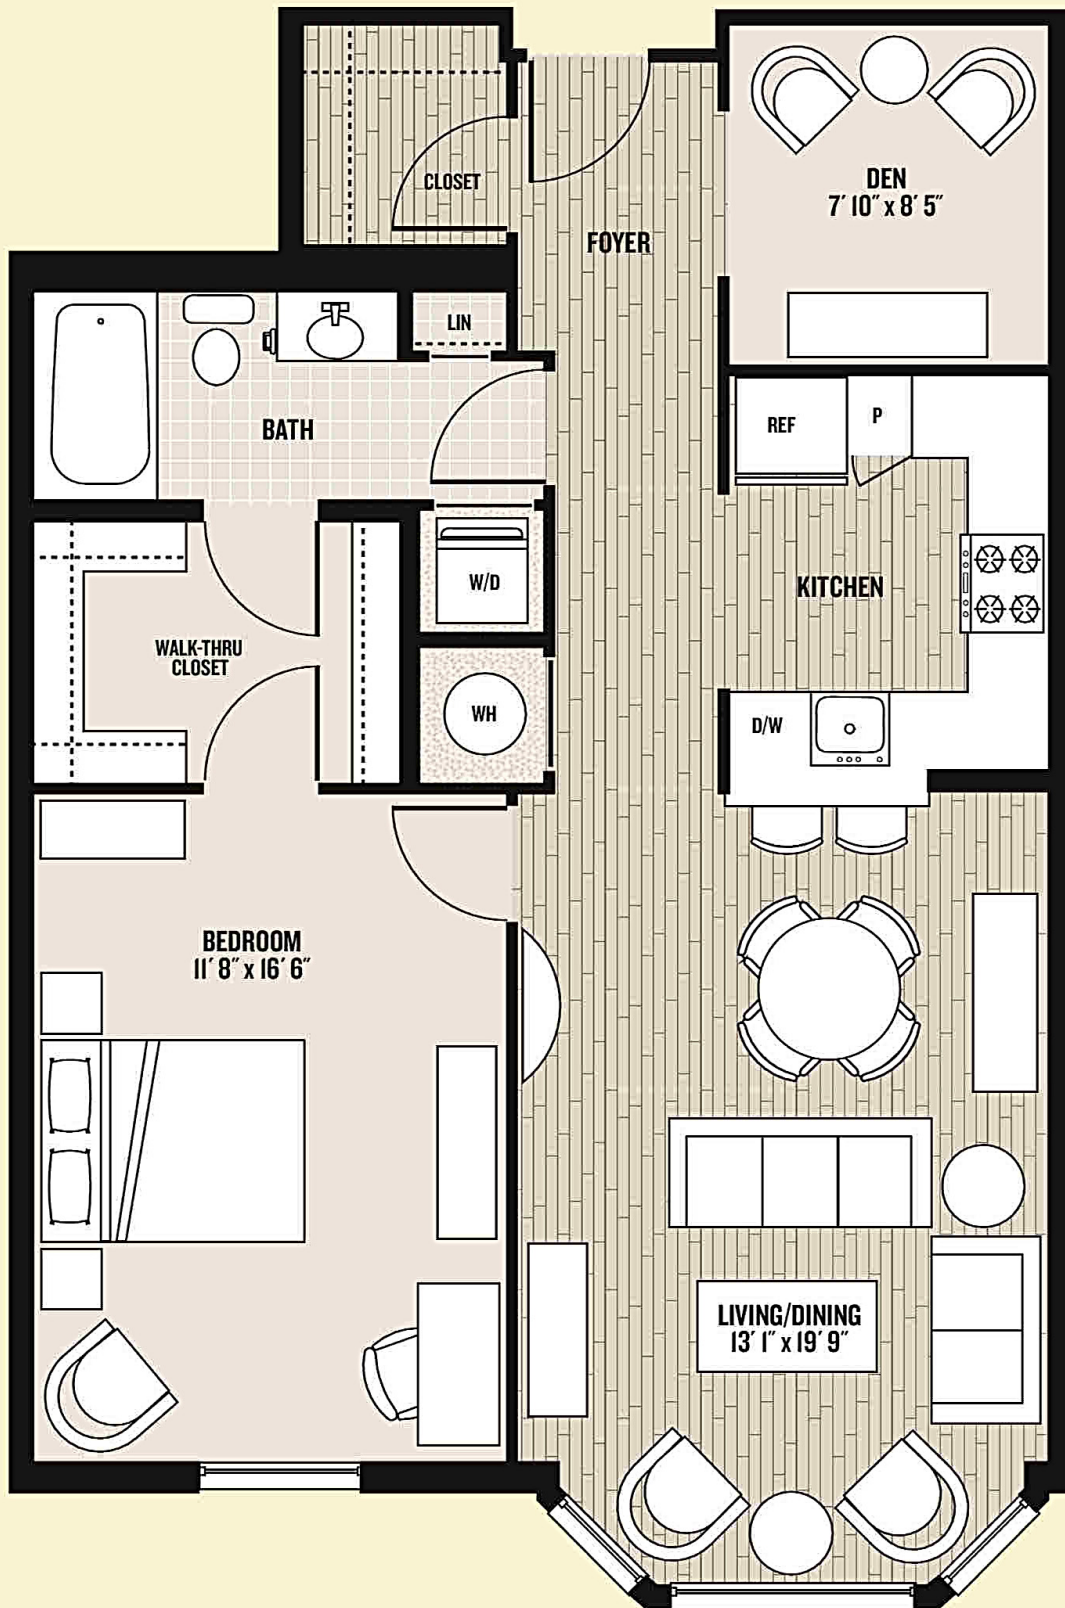 CLOSET
FOYER
DEN
7' 10" x 8' 5"
LIN
BATH
REF
P
W/D
KITCHEN
WALK-THRU
CLOSET
WH
D/W
BEDROOM
11' 8" x 16' 6"
LIVING/DINING
13' 1" x 19' 9"